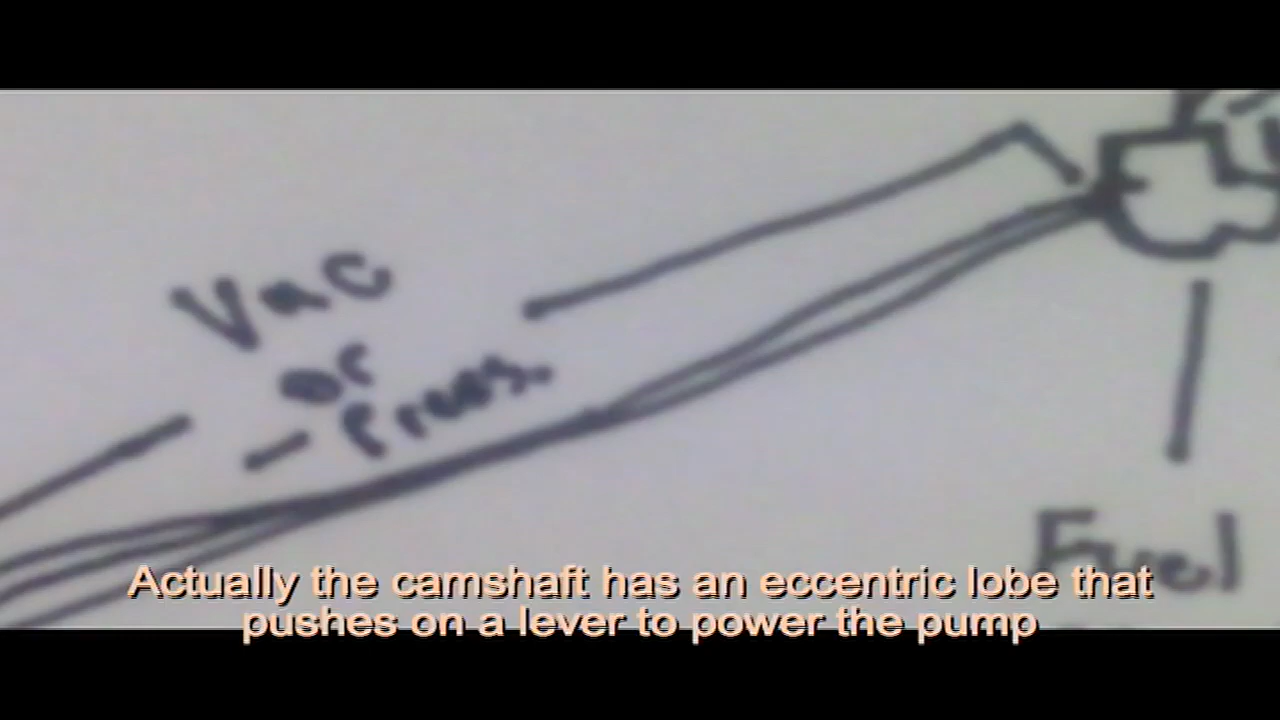 Vac
or
Press.
Fuel
Actually the camshaft has an eccentric lobe that
pushes on a lever to power the pump